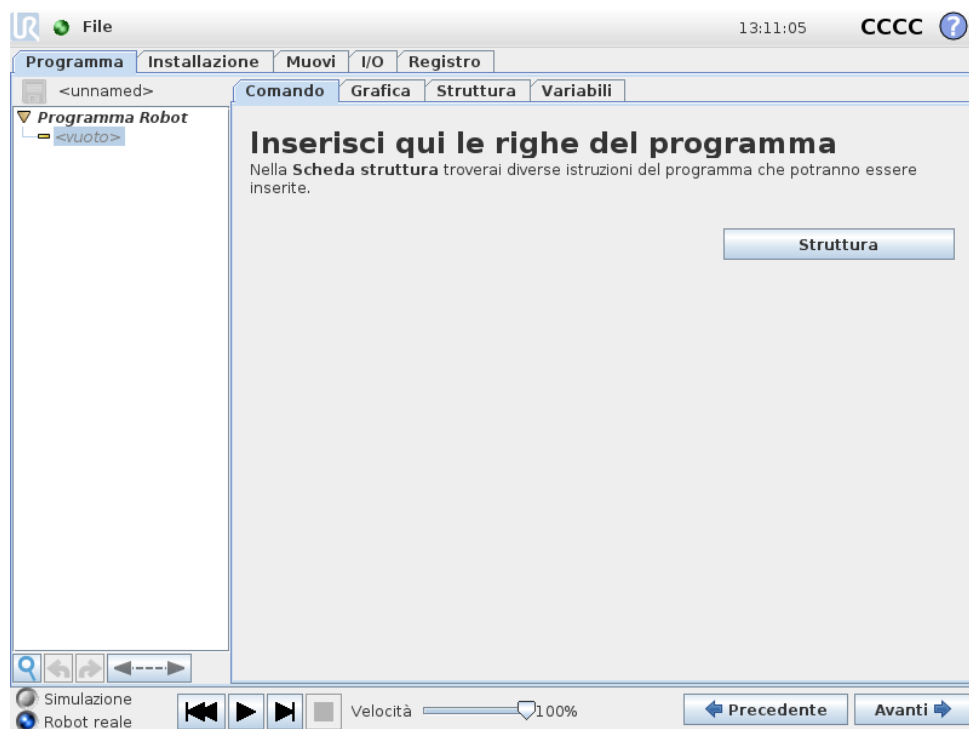 UR File 13:11:05 CCCC ?
Programma Installazione Muovi I/O Registro
<unnamed> Comando Grafica Struttura Variabili
Programma Robot
<vuoto>
Inserisci qui le righe del programma
Nella Scheda struttura troverai diverse istruzioni del programma che potranno essere
inserite.
Struttura
Simulazione
Robot reale
Velocità 100% Precedente Avanti